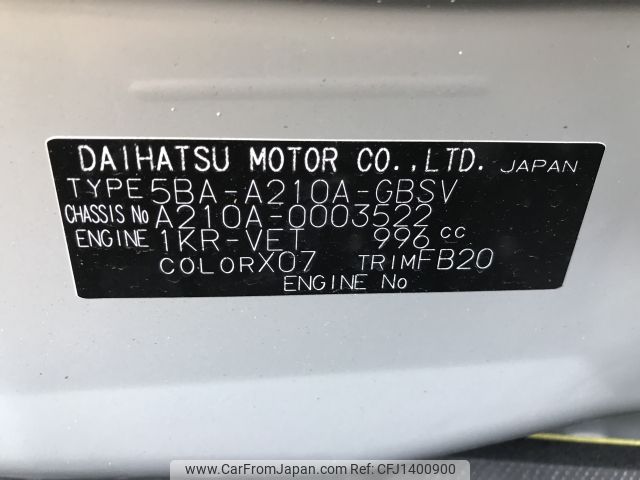 DAIHATSU MOTOR CO.,LTD. JAPAN
TYPE 5BA-A210A-GBSV
CHASSIS No A210A-0003522
ENGINE 1KR-VET 996 CC
COLOR X07 TRIM FB20
ENGINE No
www.CarFromJapan.com Car Ref: CFJ1400900